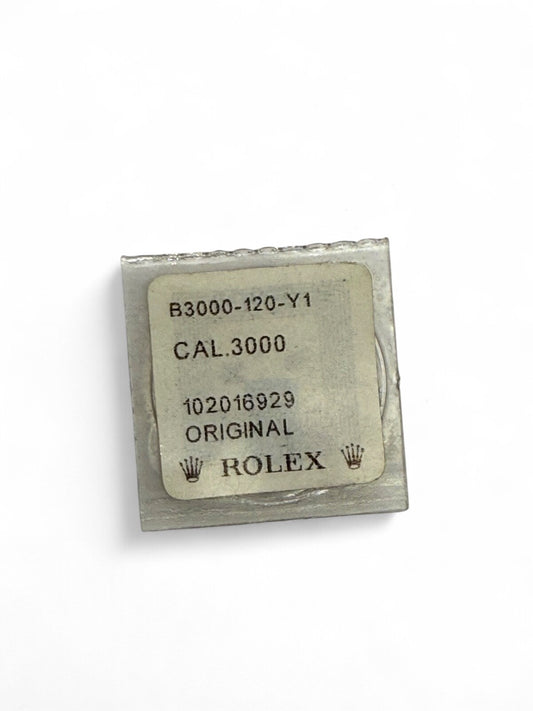 B3000-120-Y1
CAL.3000
102016929
ORIGINAL
ROLEX